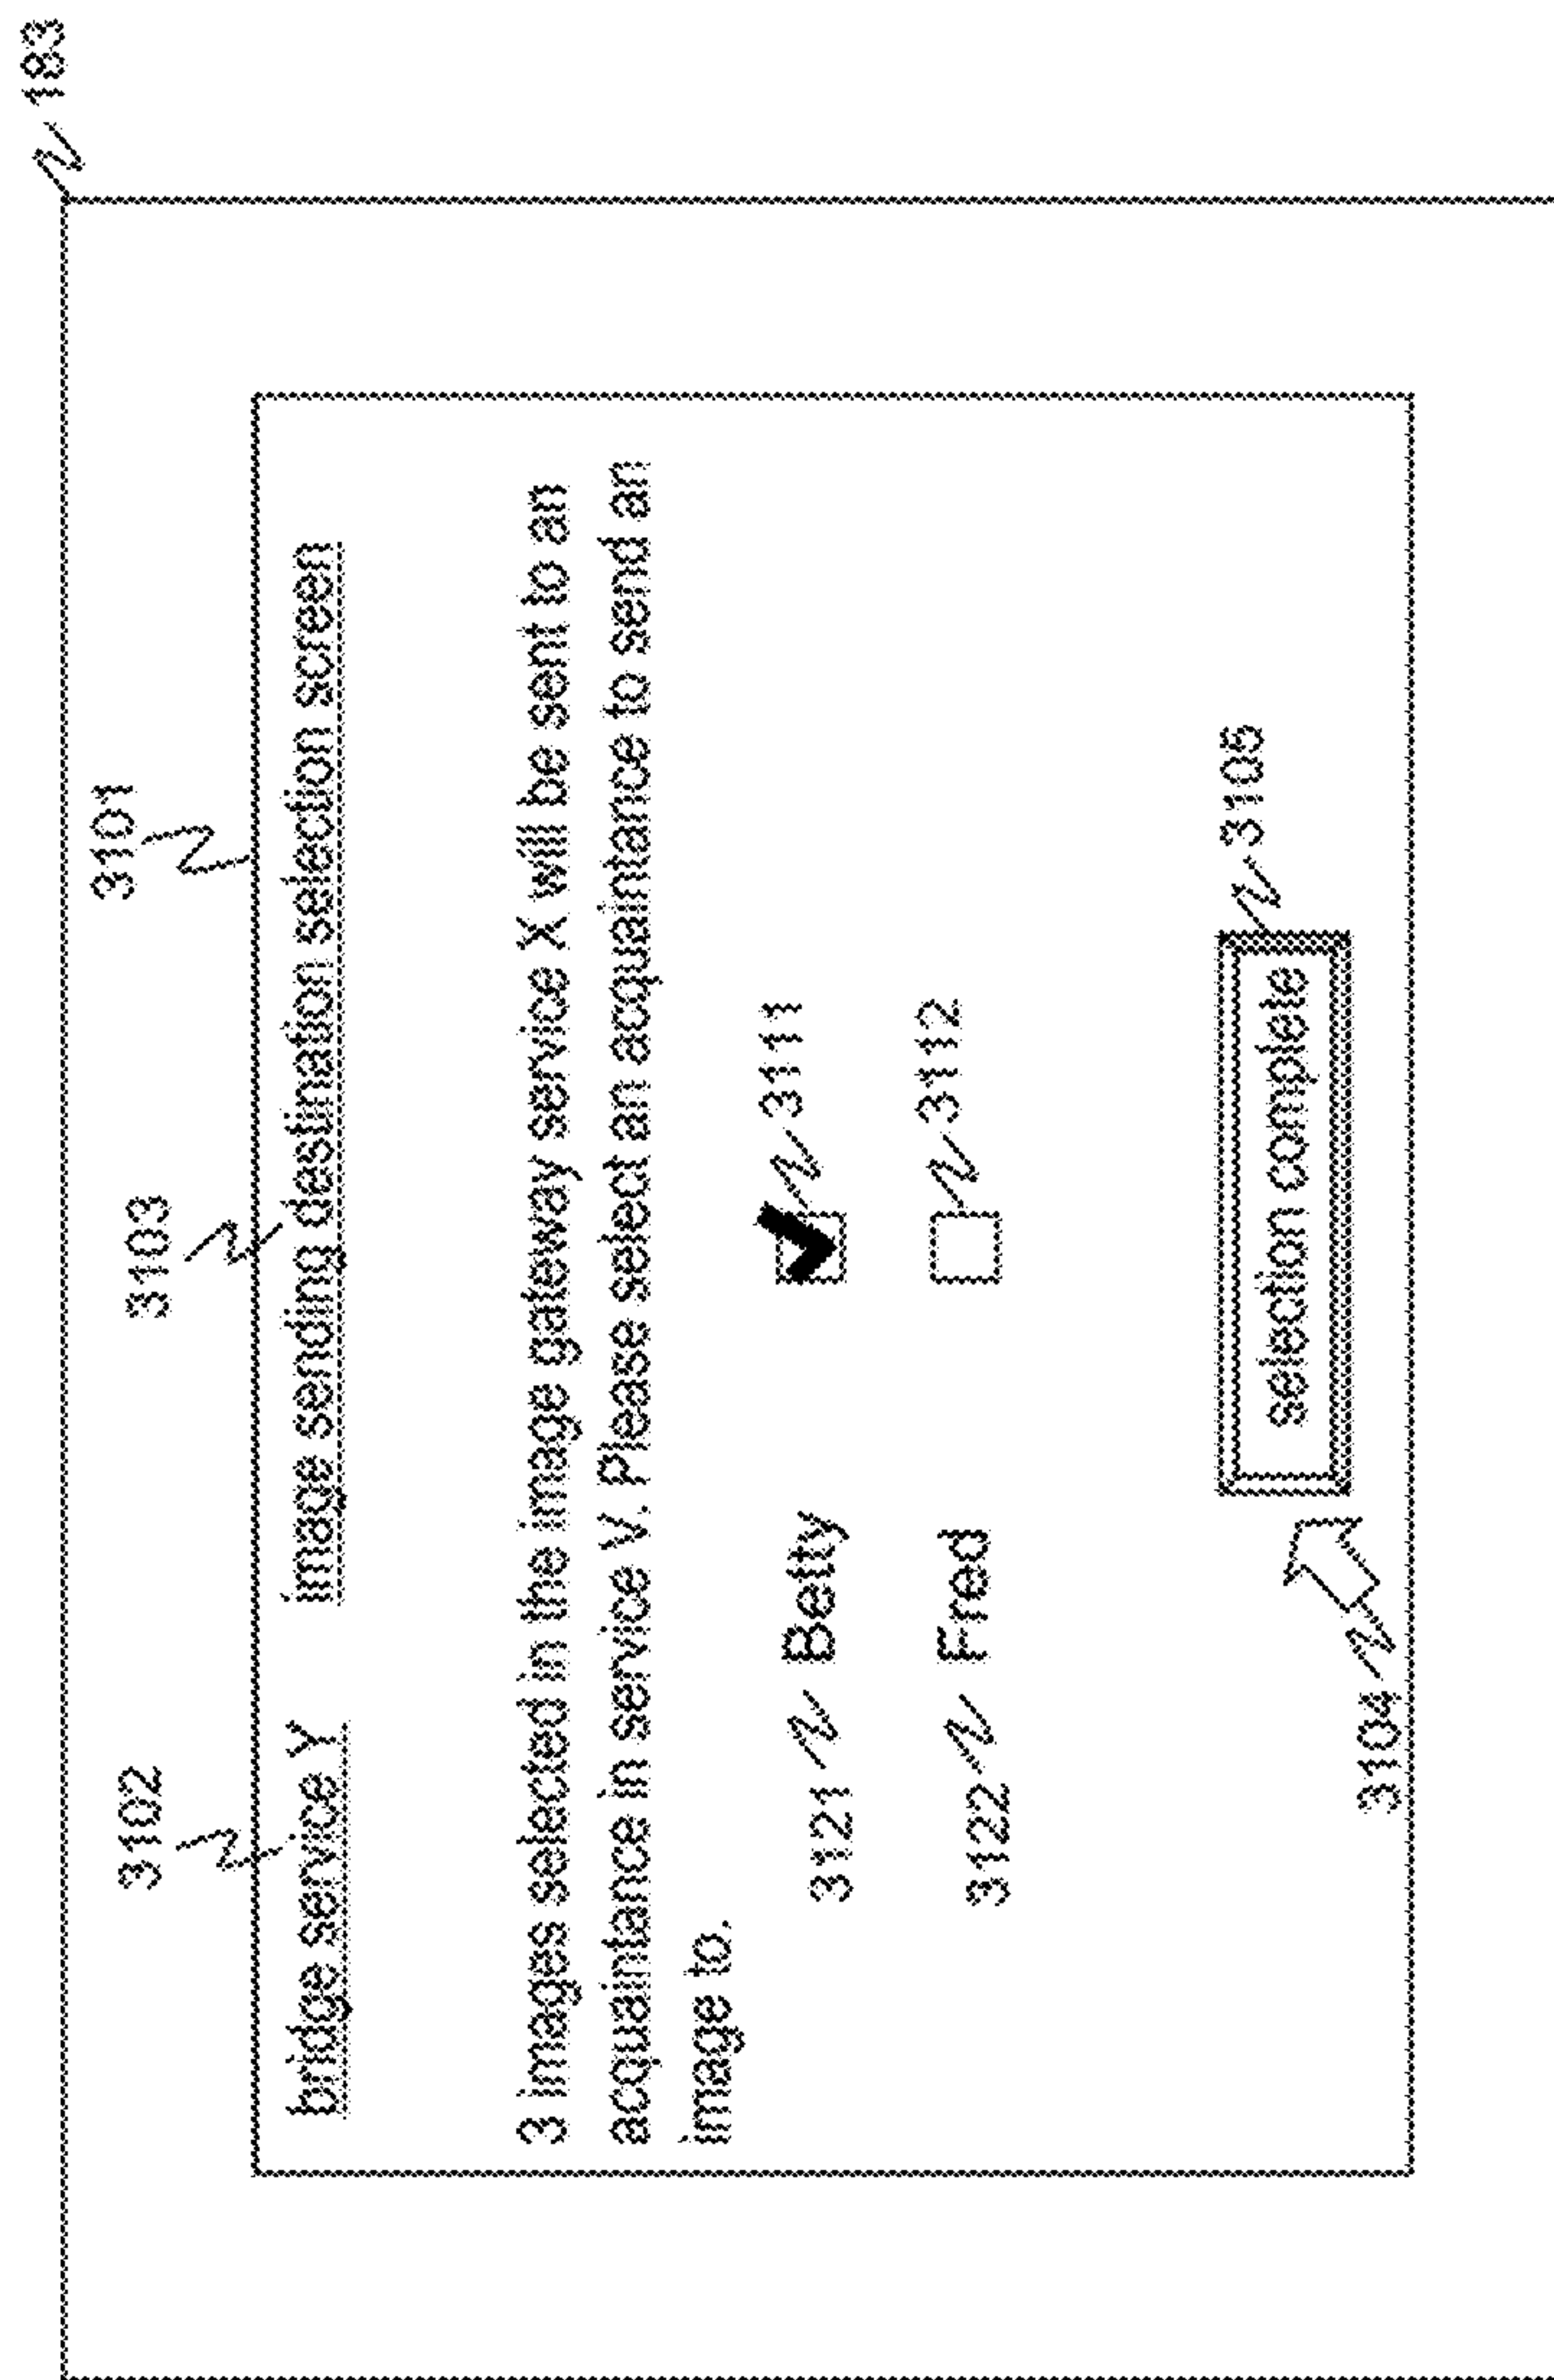 183
3101
3102 3103
bridge service Y image sending destination selection screen
3 images selected in the image gateway service X will be sent to an
acquaintance in service V. Please select an acquaintance to send an
image to.
3121 Betty 3111
3122 Fred 3112
selection complete 3105
3104